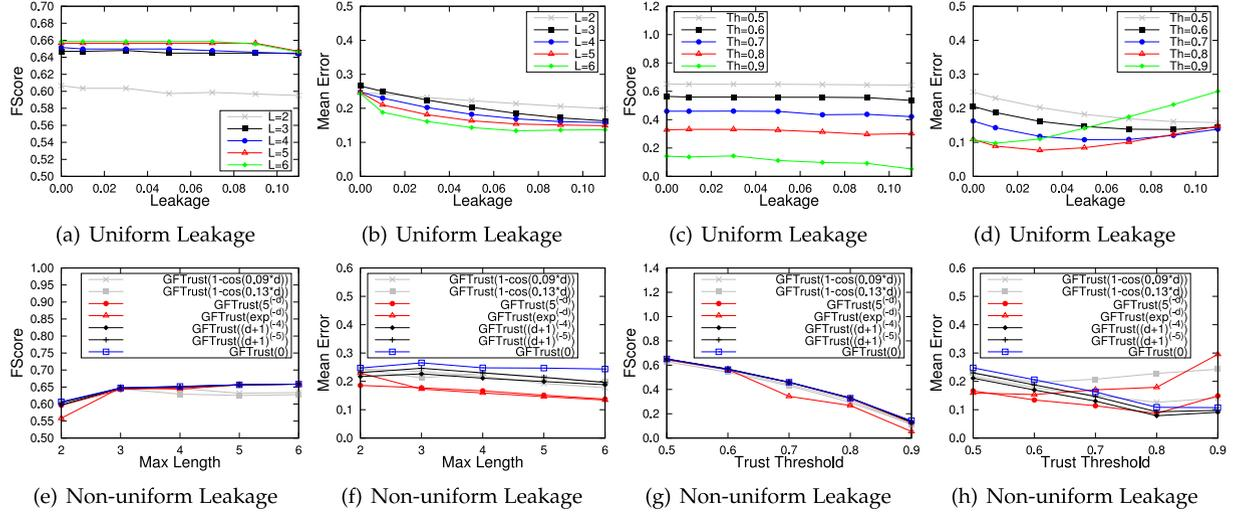 0.70
0.68
0.66
0.64
0.62
0.60
0.58
0.56
0.54
0.52
0.50
FScore
L=2
L=3
L=4
L=5
L=6
0.00 0.02 0.04 0.06 0.08 0.10
Leakage
(a) Uniform Leakage
0.5
0.4
0.3
0.2
0.1
0.0
Mean Error
L=2
L=3
L=4
L=5
L=6
0.00 0.02 0.04 0.06 0.08 0.10
Leakage
(b) Uniform Leakage
1.2
1.0
0.8
0.6
0.4
0.2
0.0
FScore
Th=0.5
Th=0.6
Th=0.7
Th=0.8
Th=0.9
0.00 0.02 0.04 0.06 0.08 0.10
Leakage
(c) Uniform Leakage
0.5
0.4
0.3
0.2
0.1
0.0
Mean Error
Th=0.5
Th=0.6
Th=0.7
Th=0.8
Th=0.9
0.00 0.02 0.04 0.06 0.08 0.10
Leakage
(d) Uniform Leakage
1.00
0.95
0.90
0.85
0.80
0.75
0.70
0.65
0.60
0.55
0.50
FScore
GFTrust(1-cos(0.09*d))
GFTrust(1-cos(0.13*d))
GFTrust(5^(-d))
GFTrust(exp^(-d))
GFTrust((d+1)^(-4))
GFTrust((d+1)^(-5))
GFTrust(0)
2 3 4 5 6
Max Length
(e) Non-uniform Leakage
0.6
0.5
0.4
0.3
0.2
0.1
0.0
Mean Error
GFTrust(1-cos(0.09*d))
GFTrust(1-cos(0.13*d))
GFTrust(5^(-d))
GFTrust(exp^(-d))
GFTrust((d+1)^(-4))
GFTrust((d+1)^(-5))
GFTrust(0)
2 3 4 5 6
Max Length
(f) Non-uniform Leakage
1.4
1.2
1.0
0.8
0.6
0.4
0.2
0.0
FScore
GFTrust(1-cos(0.09*d))
GFTrust(1-cos(0.13*d))
GFTrust(5^(-d))
GFTrust(exp^(-d))
GFTrust((d+1)^(-4))
GFTrust((d+1)^(-5))
GFTrust(0)
0.5 0.6 0.7 0.8 0.9
Trust Threshold
(g) Non-uniform Leakage
0.6
0.5
0.4
0.3
0.2
0.1
0.0
Mean Error
GFTrust(1-cos(0.09*d))
GFTrust(1-cos(0.13*d))
GFTrust(5^(-d))
GFTrust(exp^(-d))
GFTrust((d+1)^(-4))
GFTrust((d+1)^(-5))
GFTrust(0)
0.5 0.6 0.7 0.8 0.9
Trust Threshold
(h) Non-uniform Leakage